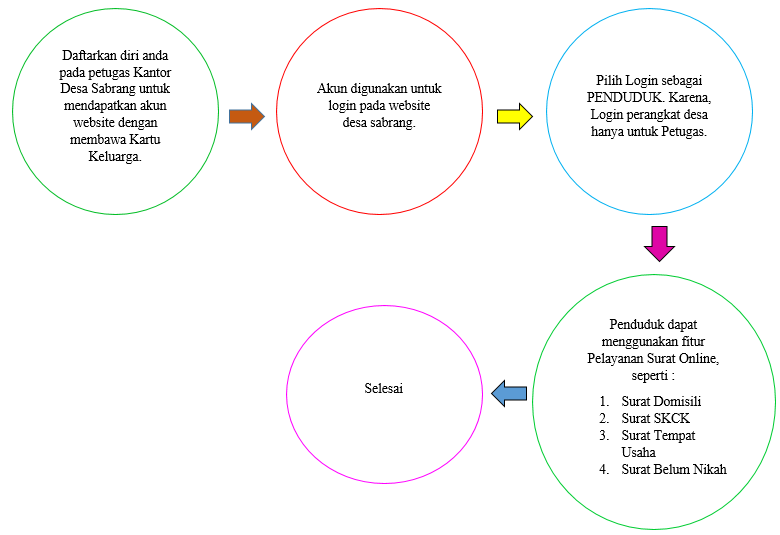 Daftarkan diri anda
pada petugas Kantor
Desa Sabrang untuk
mendapatkan akun
website dengan
membawa Kartu
Keluarga.
Akun digunakan untuk
login pada website
desa sabrang.
Pilih Login sebagai
PENDUDUK. Karena,
Login perangkat desa
hanya untuk Petugas.
Penduduk dapat
menggunakan fitur
Pelayanan Surat Online,
seperti :
1. Surat Domisili
2. Surat SKCK
3. Surat Tempat
Usaha
4. Surat Belum Nikah
Selesai